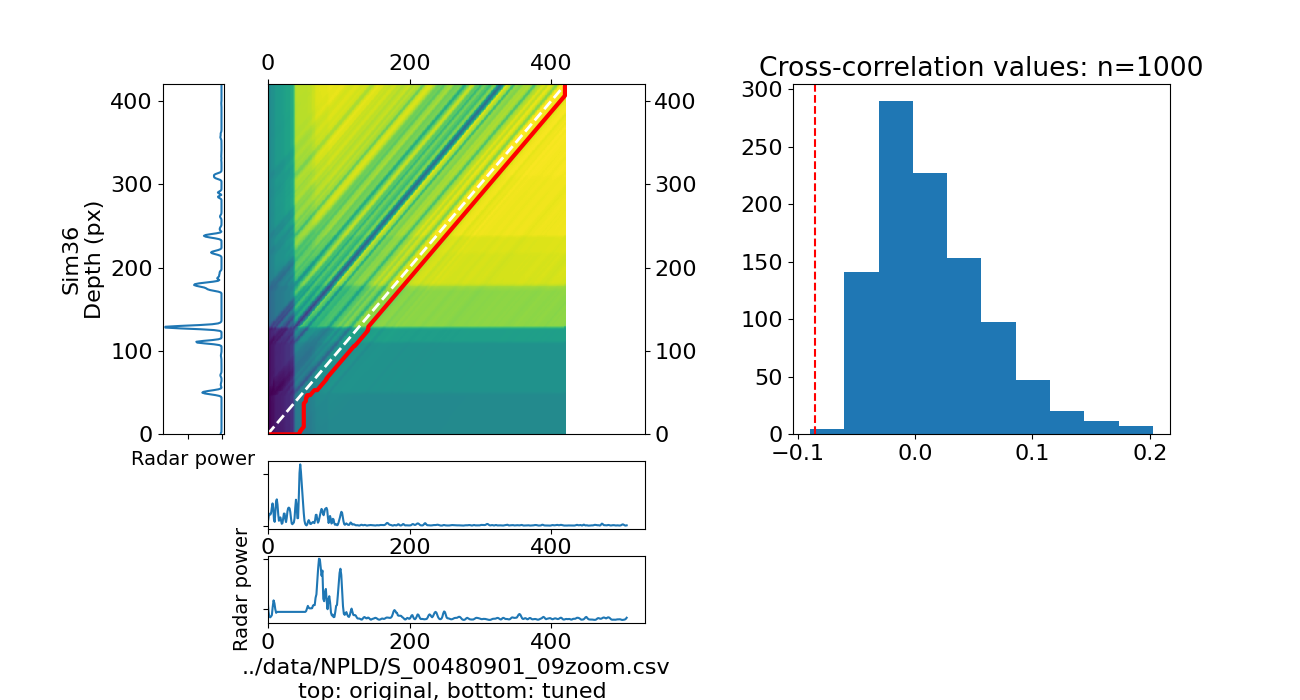 0 200 400
Cross-correlation values: n=1000
400
300
200
100
0
Sim36
Depth (px)
Radar power
400
300
200
100
0
300
250
200
150
100
50
0
−0.1 0.0 0.1 0.2
0 200 400
Radar power
0 200 400
../data/NPLD/S_00480901_09zoom.csv
top: original, bottom: tuned